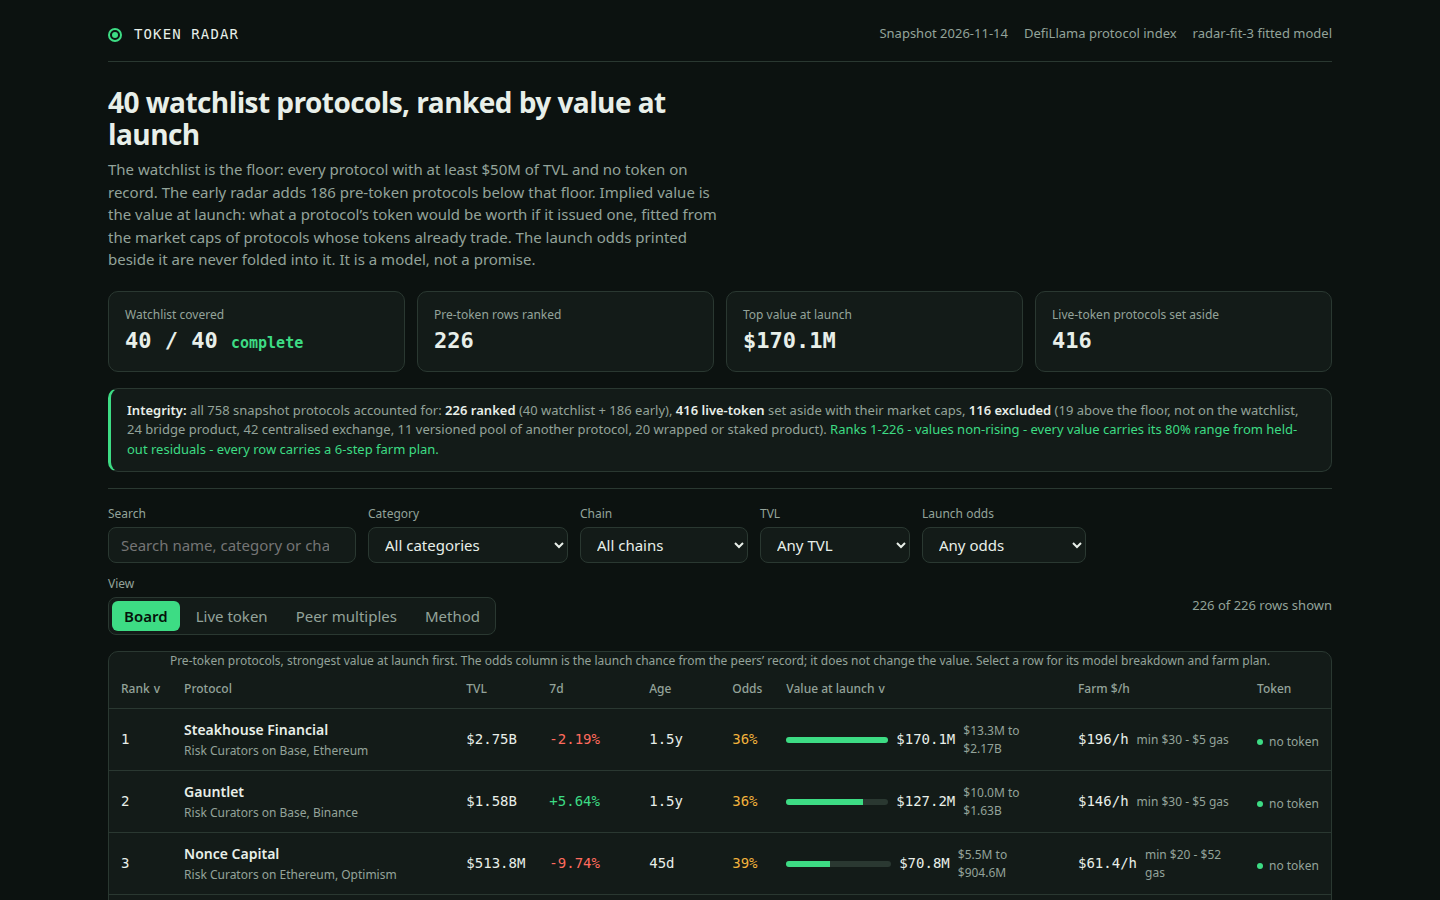 TOKEN RADAR
Snapshot 2026-11-14 DefiLlama protocol index radar-fit-3 fitted model
40 watchlist protocols, ranked by value at
launch
The watchlist is the floor: every protocol with at least $50M of TVL and no token on
record. The early radar adds 186 pre-token protocols below that floor. Implied value is
the value at launch: what a protocol’s token would be worth if it issued one, fitted from
the market caps of protocols whose tokens already trade. The launch odds printed
beside it are never folded into it. It is a model, not a promise.
Watchlist covered
40 / 40 complete
Pre-token rows ranked
226
Top value at launch
$170.1M
Live-token protocols set aside
416
Integrity: all 758 snapshot protocols accounted for: 226 ranked (40 watchlist + 186 early), 416 live-token set aside with their market caps, 116 excluded (19 above the floor, not on the watchlist,
24 bridge product, 42 centralised exchange, 11 versioned pool of another protocol, 20 wrapped or staked product). Ranks 1-226 - values non-rising - every value carries its 80% range from held-
out residuals - every row carries a 6-step farm plan.
Search Category Chain TVL Launch odds
Search name, category or cha All categories All chains Any TVL Any odds
View
Board Live token Peer multiples Method
226 of 226 rows shown
Pre-token protocols, strongest value at launch first. The odds column is the launch chance from the peers’ record; it does not change the value. Select a row for its model breakdown and farm plan.
Rank v Protocol TVL 7d Age Odds Value at launch v Farm $/h Token
1 Steakhouse Financial $2.75B -2.19% 1.5y 36% $170.1M $13.3M to $2.17B $196/h min $30 - $5 gas no token
Risk Curators on Base, Ethereum
2 Gauntlet $1.58B +5.64% 1.5y 36% $127.2M $10.0M to $1.63B $146/h min $30 - $5 gas no token
Risk Curators on Base, Binance
3 Nonce Capital $513.8M -9.74% 45d 39% $70.8M $5.5M to $904.6M $61.4/h min $20 - $52 gas no token
Risk Curators on Ethereum, Optimism